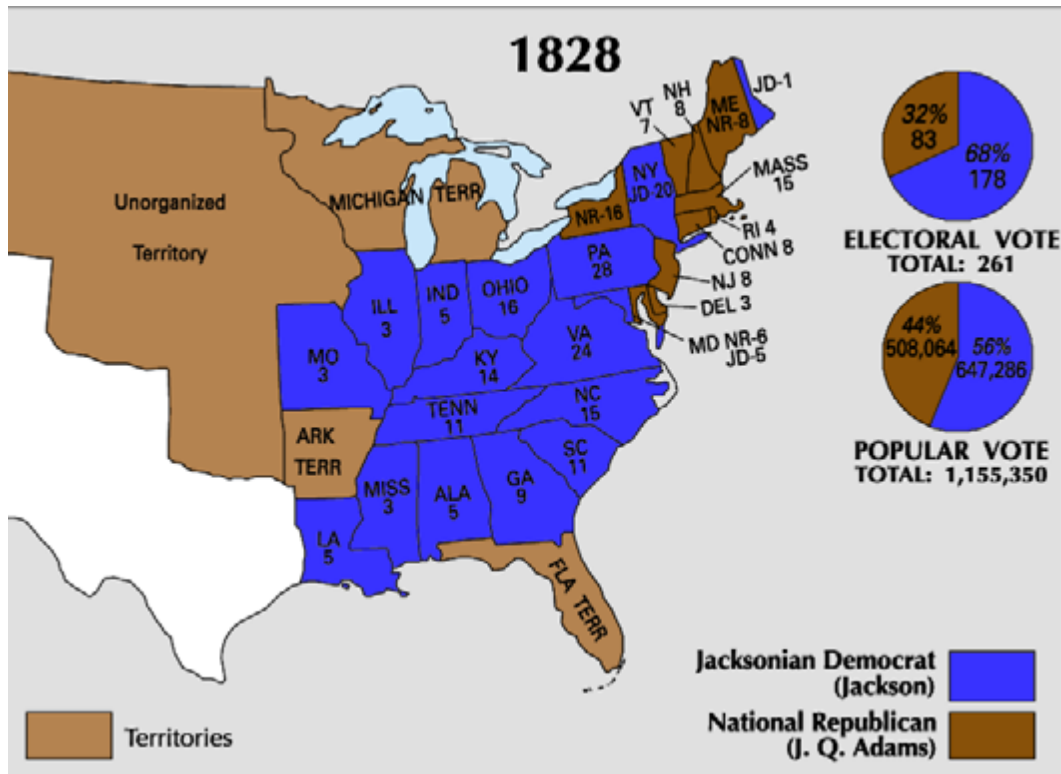 1828
JD-1
NH
8
VT
7
ME
NR-8
MASS
15
NY
JD-20
NR-16
RI 4
CONN 8
NJ 8
DEL 3
MD NR-6
JD-5
Unorganized
Territory
MICHIGAN TERR
PA
28
OHIO
16
IND
5
ILL
3
MO
3
KY
14
VA
24
TENN
11
NC
15
ARK
TERR
SC
11
MISS
3
ALA
5
GA
9
LA
5
FLA TERR
32%
83
68%
178
ELECTORAL VOTE
TOTAL: 261
44%
508,064
56%
647,286
POPULAR VOTE
TOTAL: 1,155,350
Jacksonian Democrat
(Jackson)
National Republican
(J. Q. Adams)
Territories